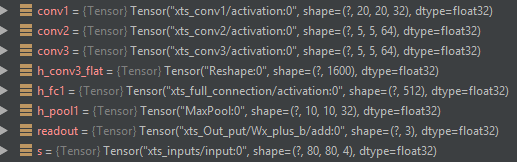 conv1 = {Tensor} Tensor("xts_conv1/activation:0", shape=(?, 20, 20, 32), dtype=float32)
conv2 = {Tensor} Tensor("xts_conv2/activation:0", shape=(?, 5, 5, 64), dtype=float32)
conv3 = {Tensor} Tensor("xts_conv3/activation:0", shape=(?, 5, 5, 64), dtype=float32)
h_conv3_flat = {Tensor} Tensor("Reshape:0", shape=(?, 1600), dtype=float32)
h_fc1 = {Tensor} Tensor("xts_full_connection/activation:0", shape=(?, 512), dtype=float32)
h_pool1 = {Tensor} Tensor("MaxPool:0", shape=(?, 10, 10, 32), dtype=float32)
readout = {Tensor} Tensor("xts_Out_put/Wx_plus_b/add:0", shape=(?, 3), dtype=float32)
s = {Tensor} Tensor("xts_inputs/input:0", shape=(?, 80, 80, 4), dtype=float32)